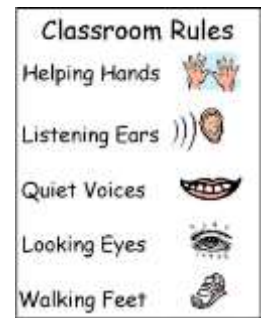 Classroom Rules
Helping Hands
Listening Ears
Quiet Voices
Looking Eyes
Walking Feet